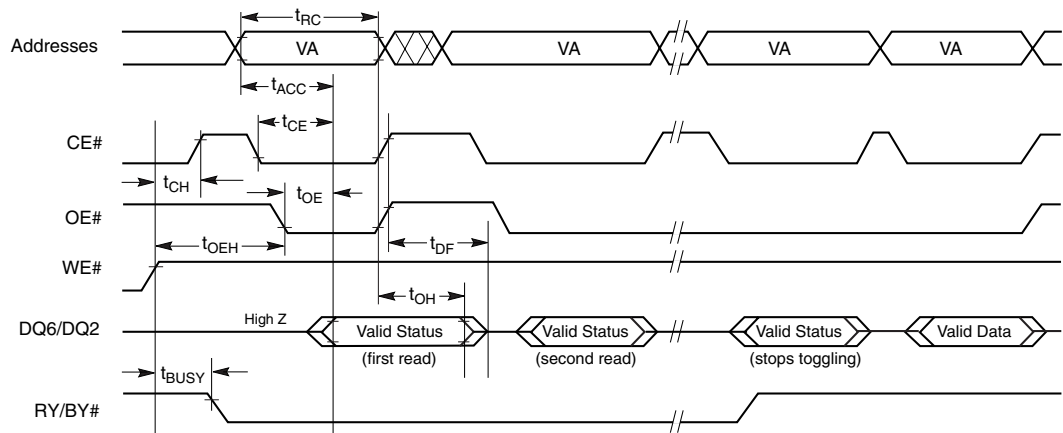 tRC
Addresses VA VA VA VA
tACC
tCE
CE#
tCH tOE
OE#
tOEH tDF
WE#
tOH
High Z
DQ6/DQ2 Valid Status Valid Status Valid Status Valid Data
(first read) (second read) (stops toggling)
tBUSY
RY/BY#